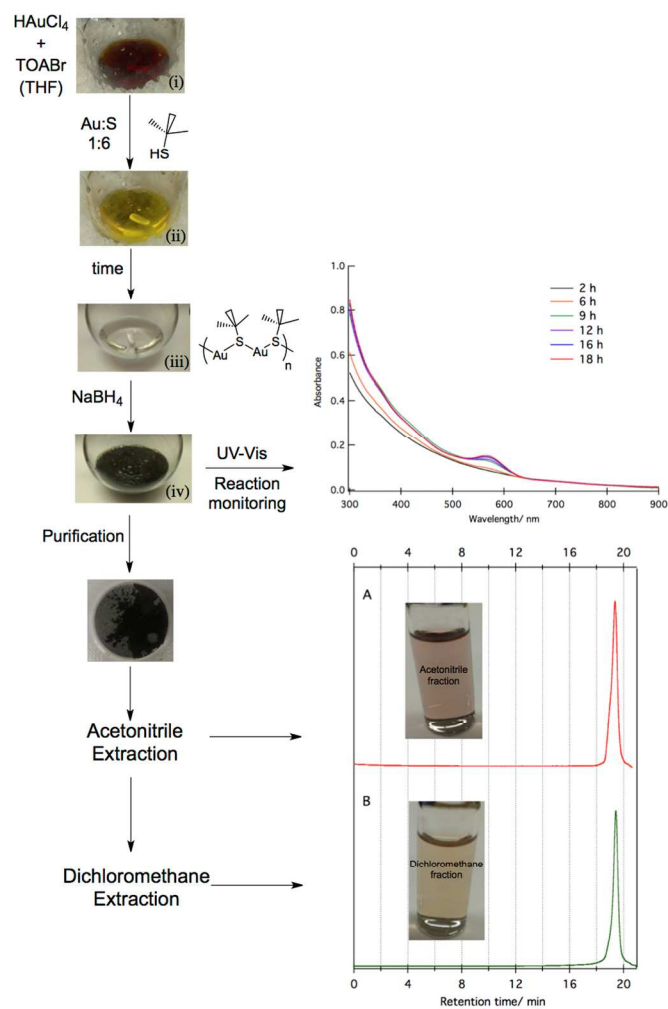 HAuCl4
+
TOABr
(THF)
(i)
Au:S
1:6
HS
(ii)
time
(iii)
( Au S Au S )n
NaBH4
(iv)
UV-Vis
Reaction
monitoring
1.0
0.8
0.6
0.4
0.2
0.0
Absorbance
2 h
6 h
9 h
12 h
16 h
18 h
300 400 500 600 700 800 900
Wavelength/ nm
Purification
Acetonitrile
Extraction
Dichloromethane
Extraction
0 4 8 12 16 20
A
Acetonitrile
fraction
B
Dichloromethane
fraction
0 4 8 12 16 20
Retention time/ min